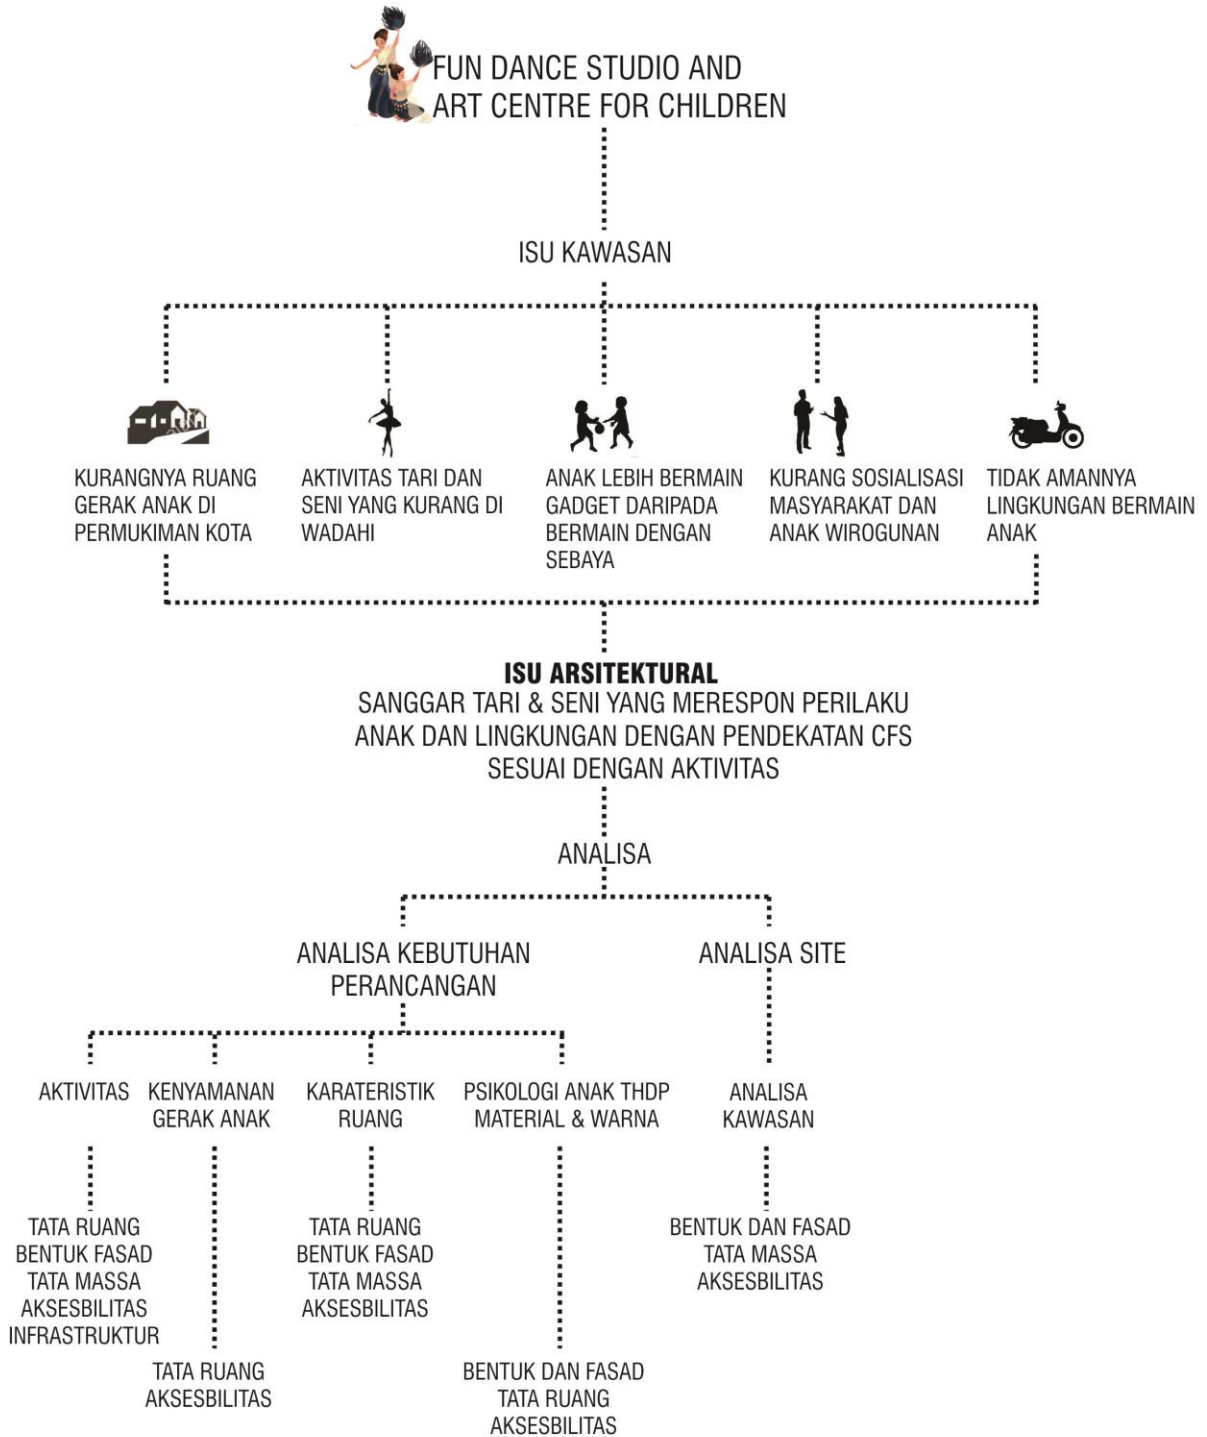 FUN DANCE STUDIO AND
ART CENTRE FOR CHILDREN
ISU KAWASAN
KURANGNYA RUANG
GERAK ANAK DI
PERMUKIMAN KOTA
AKTIVITAS TARI DAN
SENI YANG KURANG DI
WADAHI
ANAK LEBIH BERMAIN
GADGET DARIPADA
BERMAIN DENGAN
SEBAYA
KURANG SOSIALISASI
MASYARAKAT DAN
ANAK WIROGUNAN
TIDAK AMANNYA
LINGKUNGAN BERMAIN
ANAK
ISU ARSITEKTURAL
SANGGAR TARI & SENI YANG MERESPON PERILAKU
ANAK DAN LINGKUNGAN DENGAN PENDEKATAN CFS
SESUAI DENGAN AKTIVITAS
ANALISA
ANALISA KEBUTUHAN
PERANCANGAN
ANALISA SITE
AKTIVITAS
KENYAMANAN
GERAK ANAK
KARATERISTIK
RUANG
PSIKOLOGI ANAK THDP
MATERIAL & WARNA
ANALISA
KAWASAN
TATA RUANG
BENTUK FASAD
TATA MASSA
AKSESBILITAS
INFRASTRUKTUR
TATA RUANG
AKSESBILITAS
TATA RUANG
BENTUK FASAD
TATA MASSA
AKSESBILITAS
BENTUK DAN FASAD
TATA RUANG
AKSESBILITAS
BENTUK DAN FASAD
TATA MASSA
AKSESBILITAS